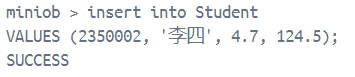 miniob > insert into Student
VALUES (2350002, '李四', 4.7, 124.5);
SUCCESS